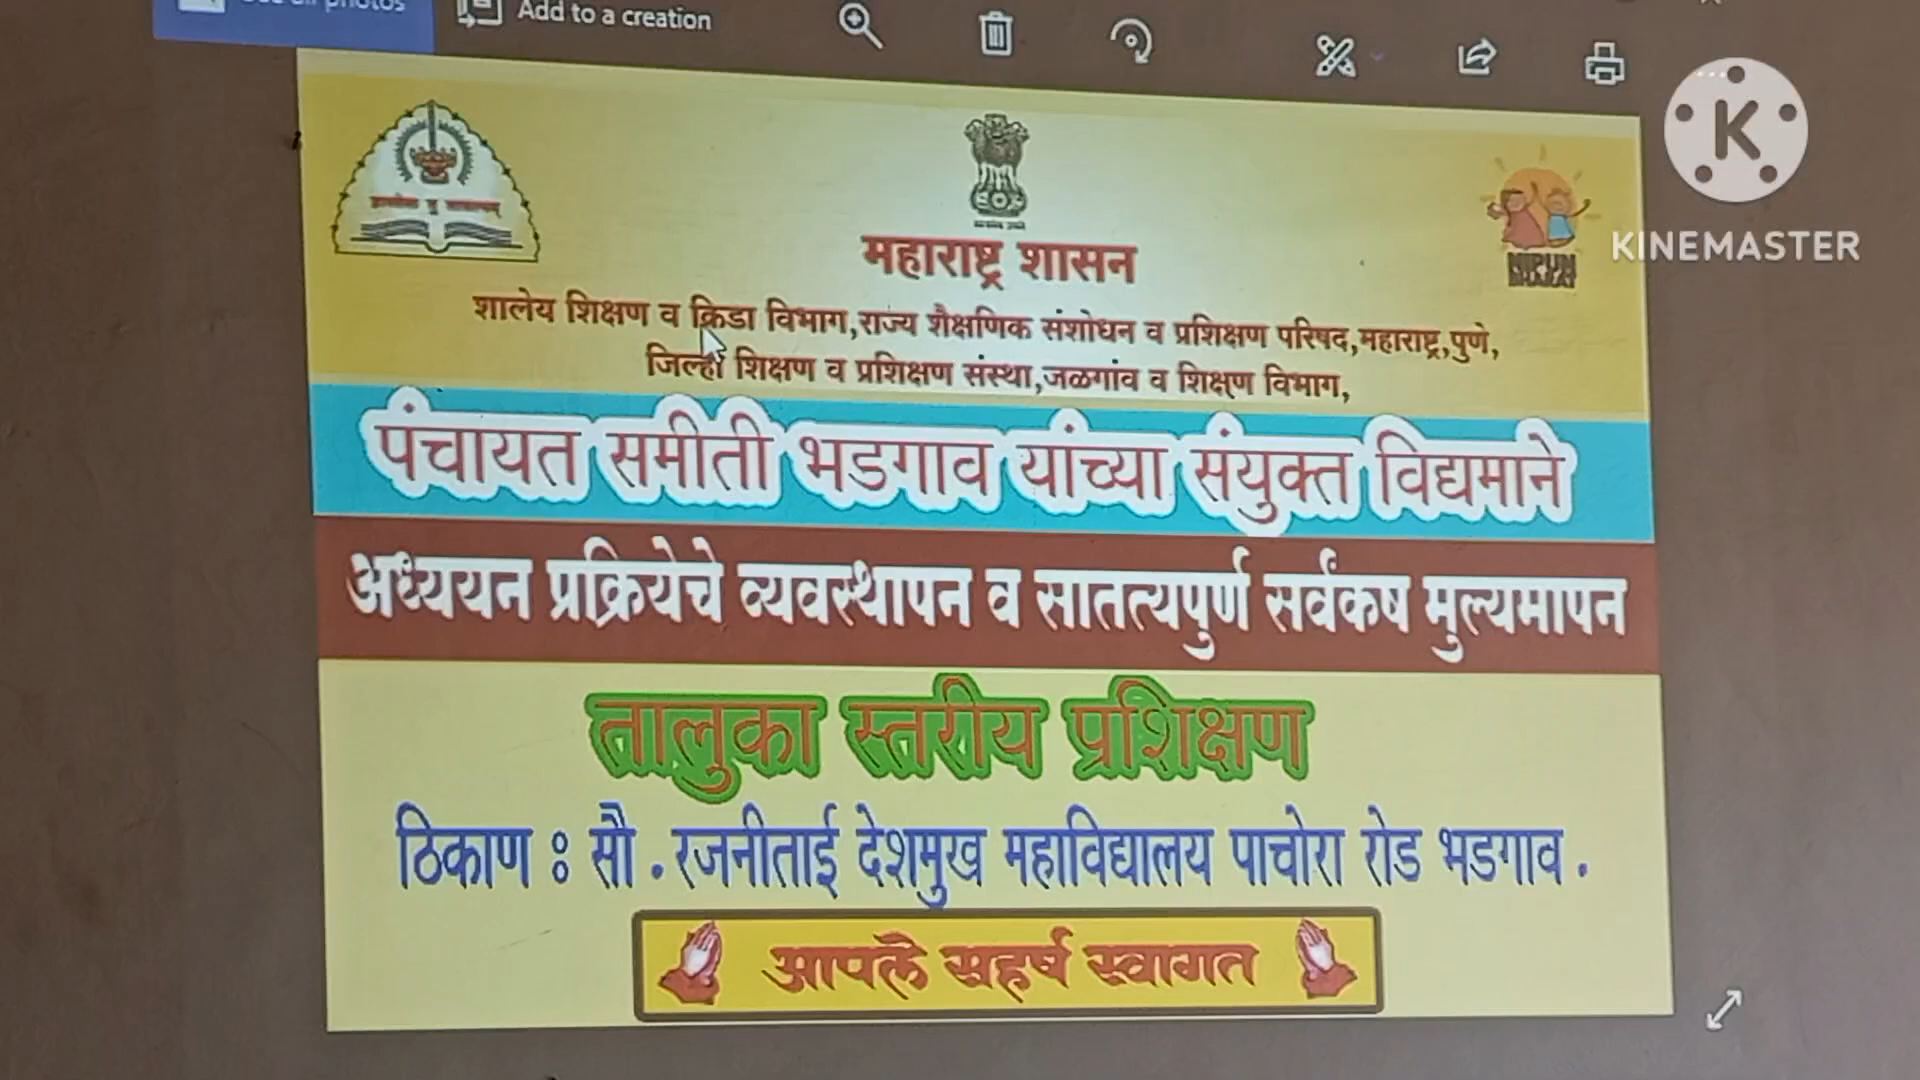 Add to a creation
KINEMASTER
महाराष्ट्र शासन
NIPUN
BHARAT
शालेय शिक्षण व क्रिडा विभाग,राज्य शैक्षणिक संशोधन व प्रशिक्षण परिषद,महाराष्ट्र,पुणे,
जिल्हा शिक्षण व प्रशिक्षण संस्था,जळगांव व शिक्षण विभाग,
पंचायत समीती भडगाव यांच्या संयुक्त विद्यमाने
अध्ययन प्रक्रियेचे व्यवस्थापन व सातत्यपुर्ण सर्वंकष मुल्यमापन
तालुका स्तरीय प्रशिक्षण
ठिकाण : सौ . रजनीताई देशमुख महाविद्यालय पाचोरा रोड भडगाव .
आपले सहर्ष स्वागत